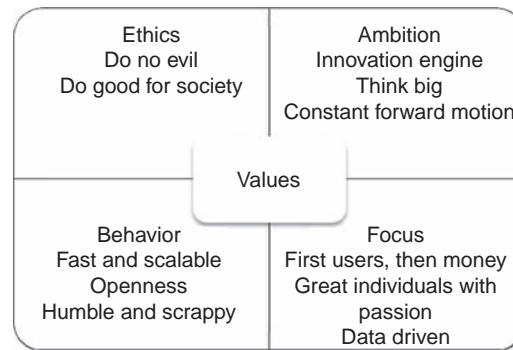 Ethics
Do no evil
Do good for society
Ambition
Innovation engine
Think big
Constant forward motion
Values
Behavior
Fast and scalable
Openness
Humble and scrappy
Focus
First users, then money
Great individuals with
passion
Data driven